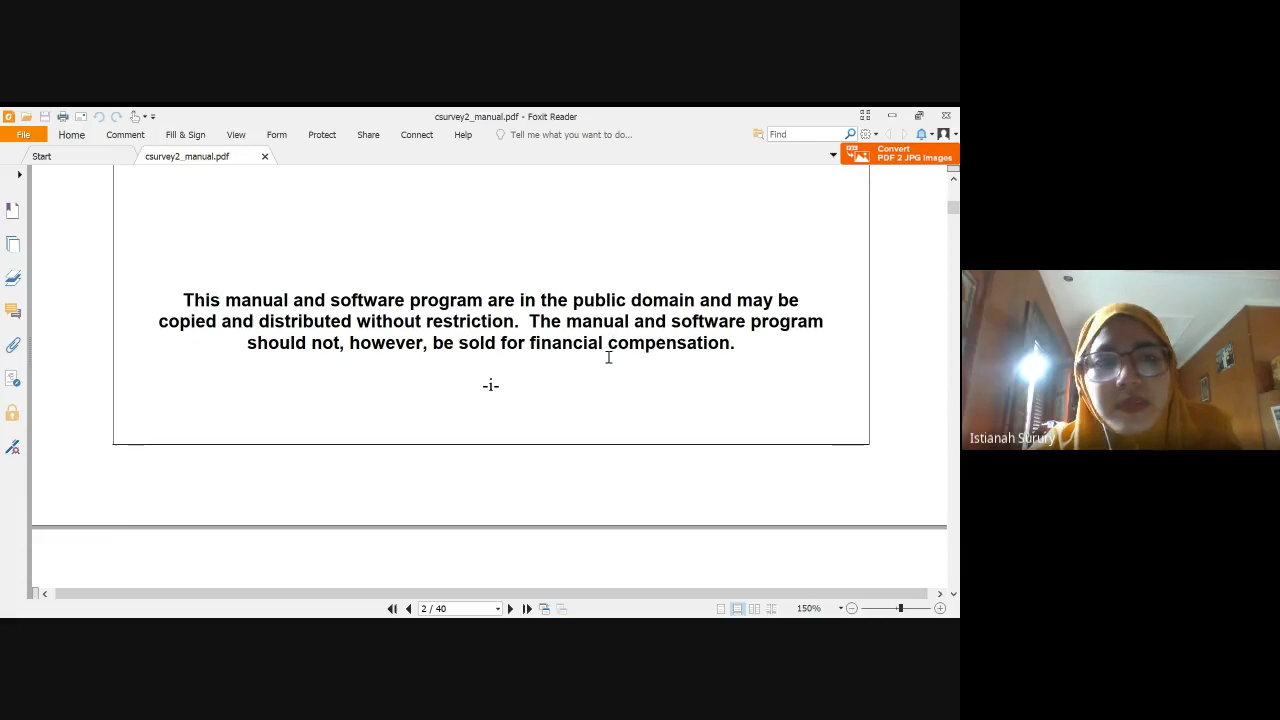 csurvey2_manual.pdf - Foxit Reader
File Home Comment Fill & Sign View Form Protect Share Connect Help Tell me what you want to do... Find
Start csurvey2_manual.pdf
Convert
PDF 2 JPG Images
This manual and software program are in the public domain and may be
copied and distributed without restriction. The manual and software program
should not, however, be sold for financial compensation.
-i-
Istianah Surury
2 / 40 150%